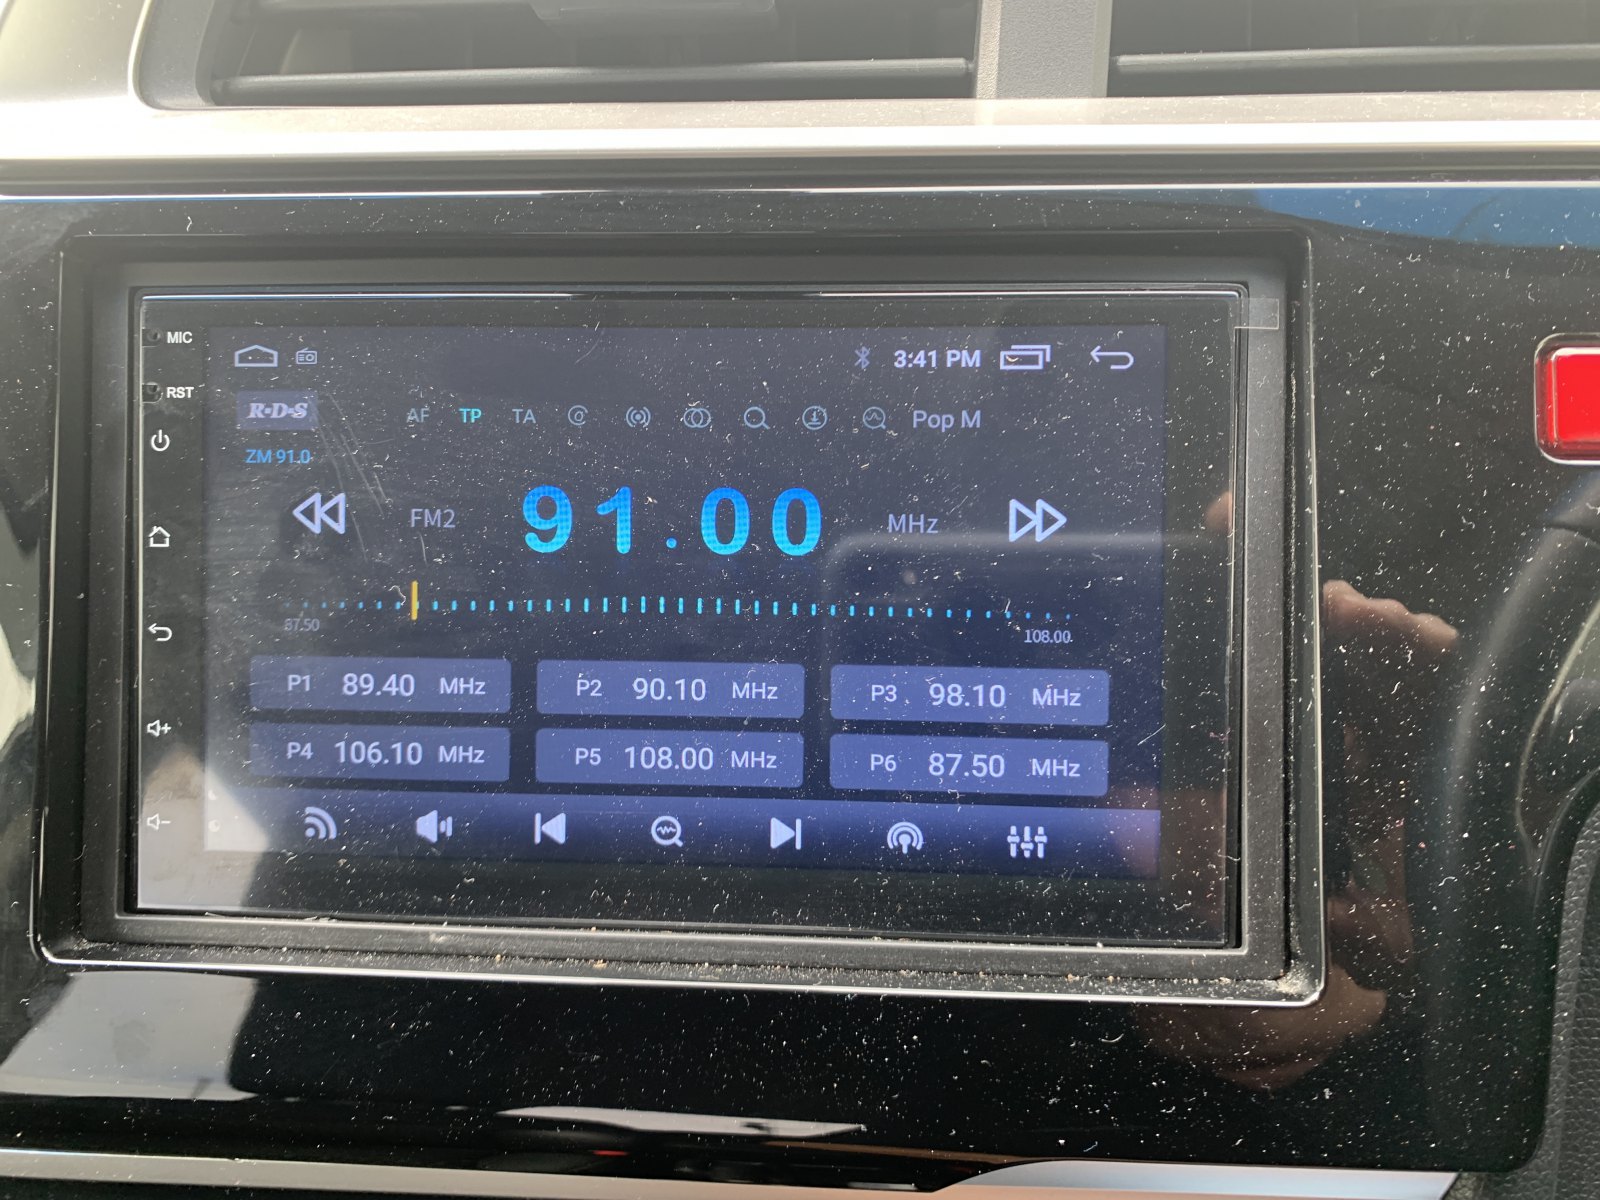 MIC
3:41 PM
RST
R·D·S
AF TP TA Pop M
ZM 91.0
FM2 91.00 MHz
87.50
108.00
P1 89.40 MHz P2 90.10 MHz P3 98.10 MHz
P4 106.10 MHz P5 108.00 MHz P6 87.50 MHz